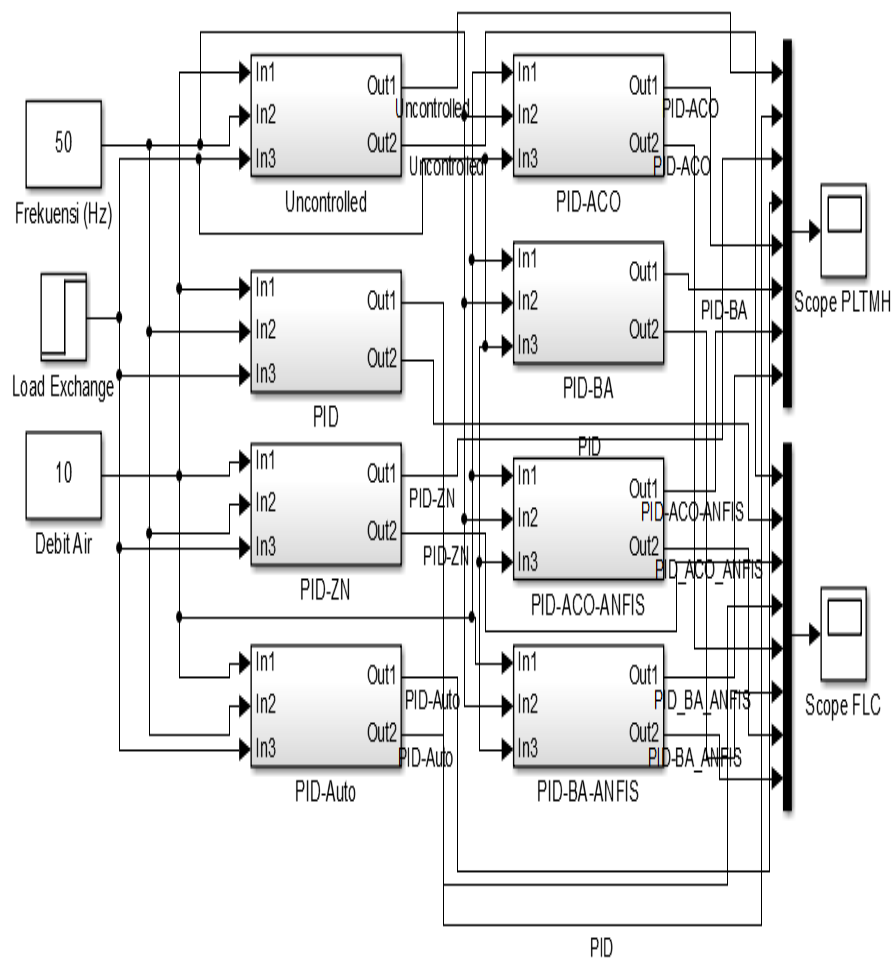 In1
In2
In3
Out1
Out2
Uncontrolled
Uncontrolled
Uncontrolled
In1
In2
In3
Out1
Out2
PID-ACO
PID-ACO
PID-ACO
50
Frekuensi (Hz)
Load Exchange
10
Debit Air
In1
In2
In3
Out1
Out2
PID
In1
In2
In3
Out1
Out2
PID-BA
PID-BA
Scope PLTMH
PID
In1
In2
In3
Out1
Out2
PID-ZN
PID-ZN
PID-ZN
In1
In2
In3
Out1
Out2
PID-ACO-ANFIS
PID_ACO_ANFIS
PID-ACO-ANFIS
In1
In2
In3
Out1
Out2
PID-Auto
PID-Auto
PID-Auto
In1
In2
In3
Out1
Out2
PID_BA_ANFIS
PID-BA_ANFIS
PID-BA-ANFIS
Scope FLC
PID